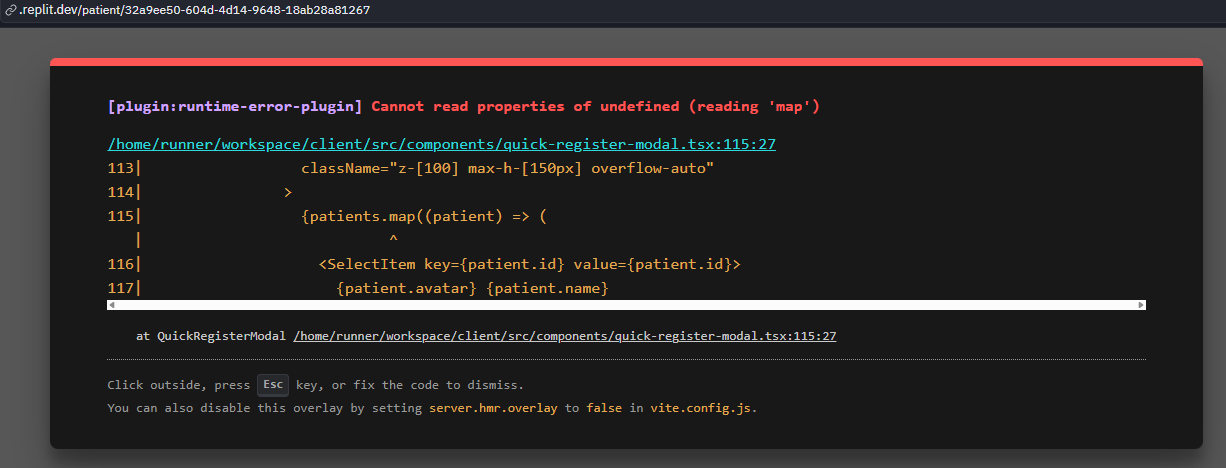 .replit.dev/patient/32a9ee50-604d-4d14-9648-18ab28a81267
[plugin:runtime-error-plugin] Cannot read properties of undefined (reading 'map')
/home/runner/workspace/client/src/components/quick-register-modal.tsx:115:27
113|                   className="z-[100] max-h-[150px] overflow-auto"
114|                 >
115|                   {patients.map((patient) => (
   |                             ^
116|                     <SelectItem key={patient.id} value={patient.id}>
117|                       {patient.avatar} {patient.name}
at QuickRegisterModal /home/runner/workspace/client/src/components/quick-register-modal.tsx:115:27
Click outside, press Esc key, or fix the code to dismiss.
You can also disable this overlay by setting server.hmr.overlay to false in vite.config.js.